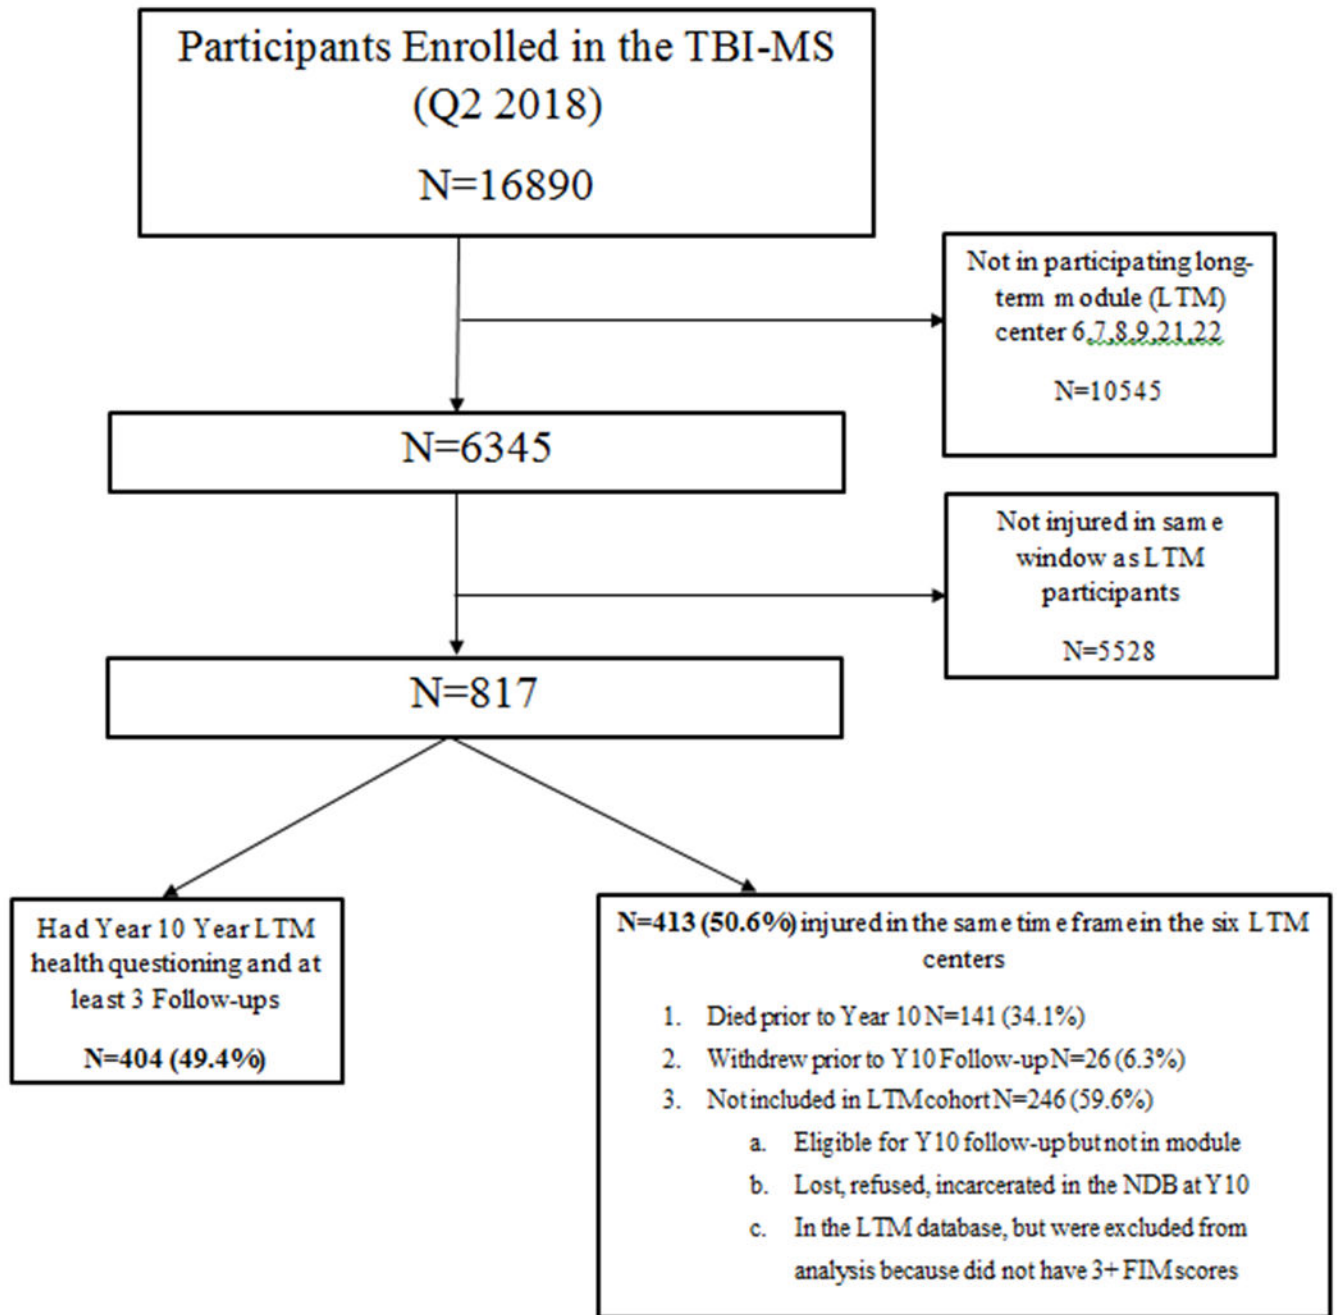 Participants Enrolled in the TBI-MS
(Q2 2018)
N=16890
Not in participating long-
term module (LTM)
center 6,7,8,9,21,22
N=10545
N=6345
Not injured in same
window as LTM
participants
N=5528
N=817
Had Year 10 Year LTM
health questioning and at
least 3 Follow-ups
N=404 (49.4%)
N=413 (50.6%) injured in the same time frame in the six LTM
centers
1. Died prior to Year 10 N=141 (34.1%)
2. Withdrew prior to Y10 Follow-up N=26 (6.3%)
3. Not included in LTM cohort N=246 (59.6%)
a. Eligible for Y10 follow-up but not in module
b. Lost, refused, incarcerated in the NDB at Y10
c. In the LTM database, but were excluded from
analysis because did not have 3+ FIM scores